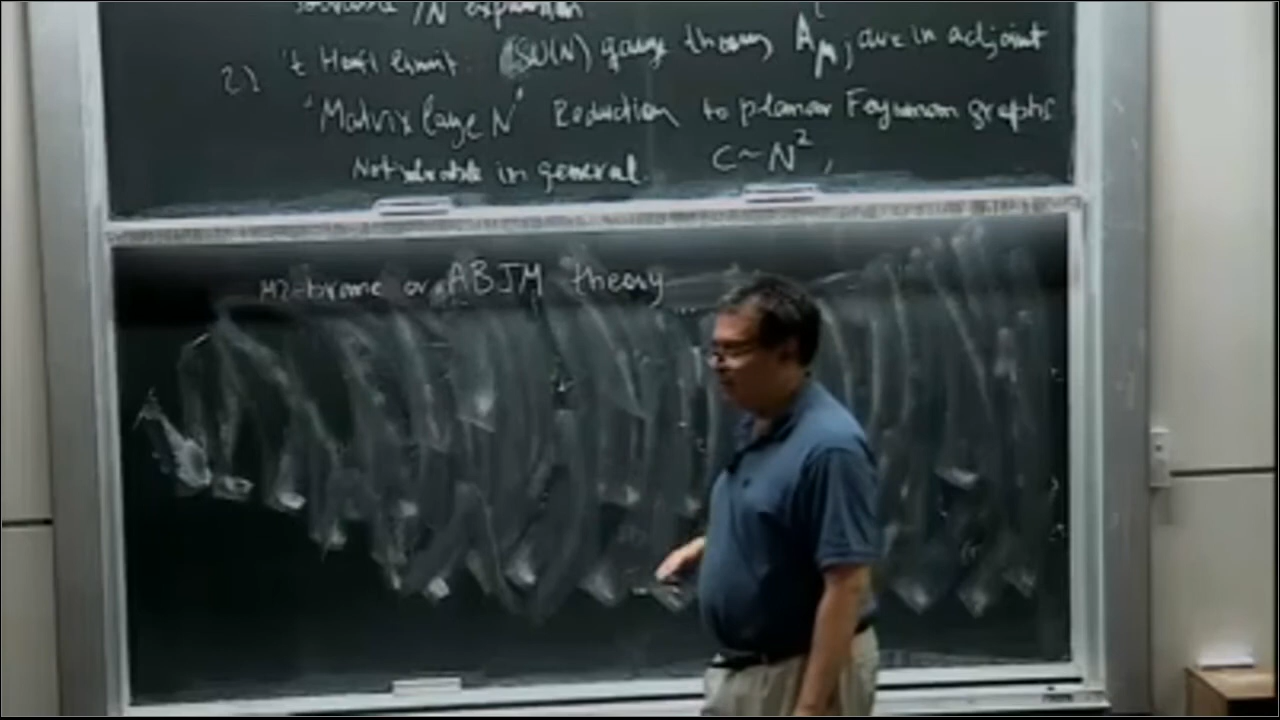 solvable 1/N expansion
2) 't Hooft limit: SU(N) gauge theory A_μ^i, are in adjoint
'Matrix large N' Reduction to planar Feynman graphs
Not solvable in general. C~N²,
M2-brane or ABJM theory